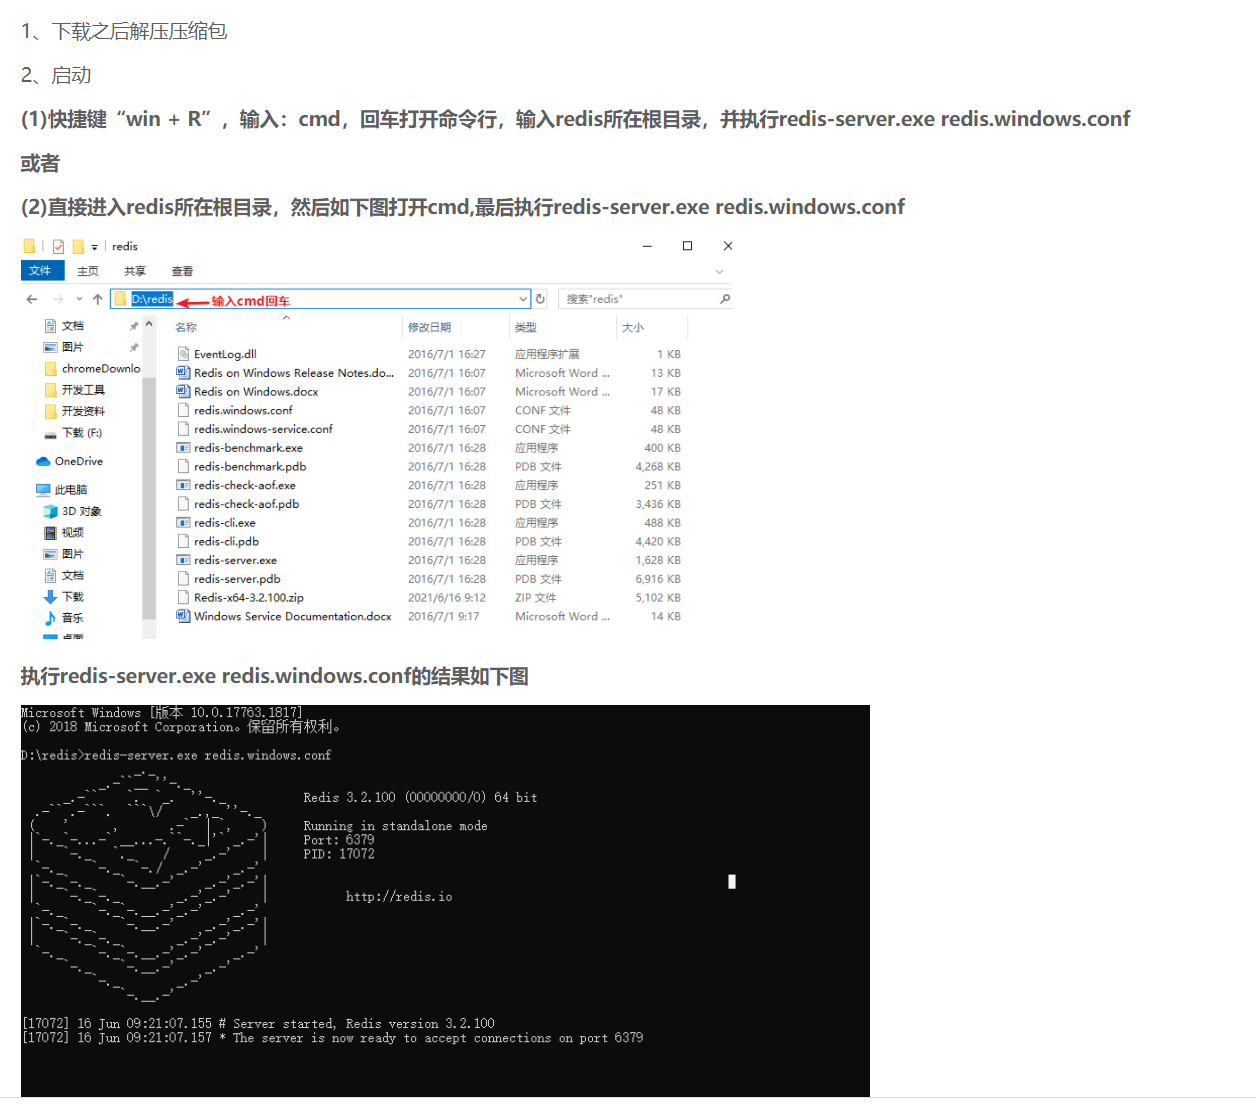 1、下载之后解压压缩包
2、启动
(1)快捷键“win + R”，输入：cmd，回车打开命令行，输入redis所在根目录，并执行redis-server.exe redis.windows.conf
或者
(2)直接进入redis所在根目录，然后如下图打开cmd,最后执行redis-server.exe redis.windows.conf
redis
文件 主页 共享 查看
D:\redis 输入cmd回车 搜索"redis"
名称 修改日期 类型 大小
文档
图片
chromeDownlo
开发工具
开发资料
下载 (F:)
OneDrive
此电脑
3D 对象
视频
图片
文档
下载
音乐
桌面
EventLog.dll 2016/7/1 16:27 应用程序扩展 1 KB
Redis on Windows Release Notes.do... 2016/7/1 16:07 Microsoft Word ... 13 KB
Redis on Windows.docx 2016/7/1 16:07 Microsoft Word ... 17 KB
redis.windows.conf 2016/7/1 16:07 CONF 文件 48 KB
redis.windows-service.conf 2016/7/1 16:07 CONF 文件 48 KB
redis-benchmark.exe 2016/7/1 16:28 应用程序 400 KB
redis-benchmark.pdb 2016/7/1 16:28 PDB 文件 4,268 KB
redis-check-aof.exe 2016/7/1 16:28 应用程序 251 KB
redis-check-aof.pdb 2016/7/1 16:28 PDB 文件 3,436 KB
redis-cli.exe 2016/7/1 16:28 应用程序 488 KB
redis-cli.pdb 2016/7/1 16:28 PDB 文件 4,420 KB
redis-server.exe 2016/7/1 16:28 应用程序 1,628 KB
redis-server.pdb 2016/7/1 16:28 PDB 文件 6,916 KB
Redis-x64-3.2.100.zip 2021/6/16 9:12 ZIP 文件 5,102 KB
Windows Service Documentation.docx 2016/7/1 9:17 Microsoft Word ... 14 KB
执行redis-server.exe redis.windows.conf的结果如下图
Microsoft Windows [版本 10.0.17763.1817]
(c) 2018 Microsoft Corporation。保留所有权利。
D:\redis>redis-server.exe redis.windows.conf
Redis 3.2.100 (00000000/0) 64 bit
Running in standalone mode
Port: 6379
PID: 17072
http://redis.io
[17072] 16 Jun 09:21:07.155 # Server started, Redis version 3.2.100
[17072] 16 Jun 09:21:07.157 * The server is now ready to accept connections on port 6379